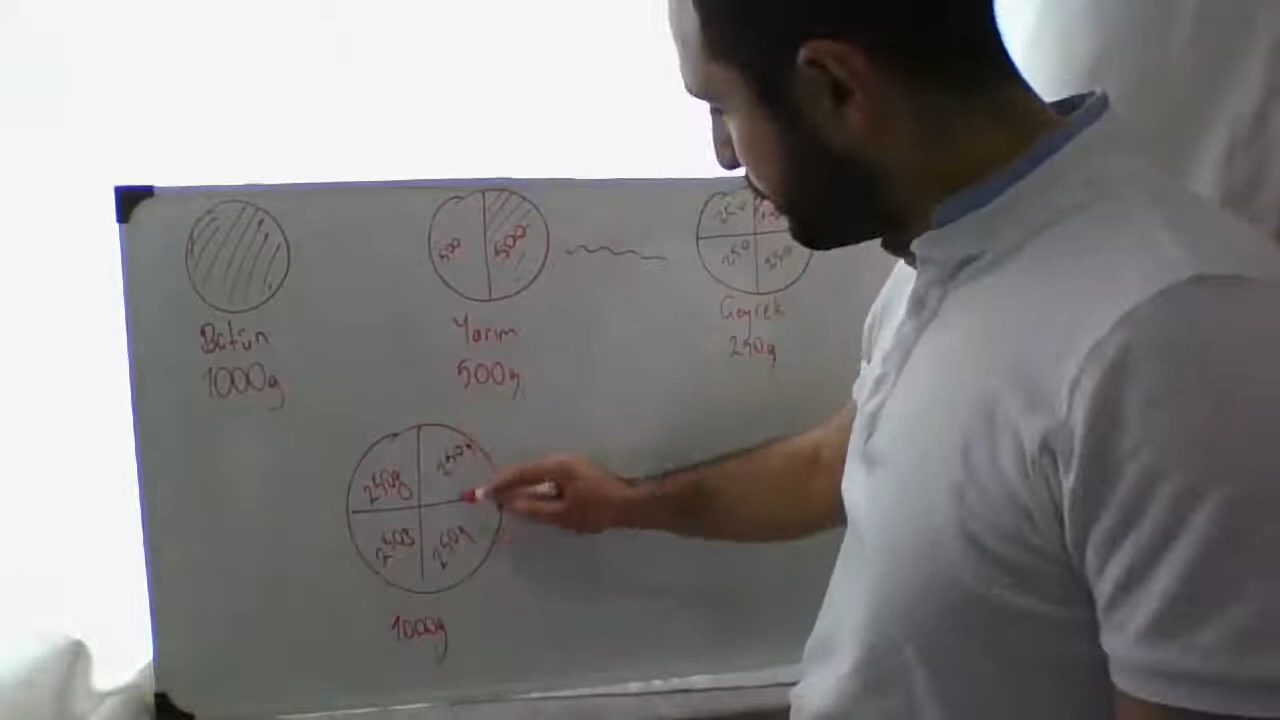 500 500
250
250 250
Bütün
1000g
Yarım
500g
Çeyrek
250g
250g 250g
250g 250g
1000g